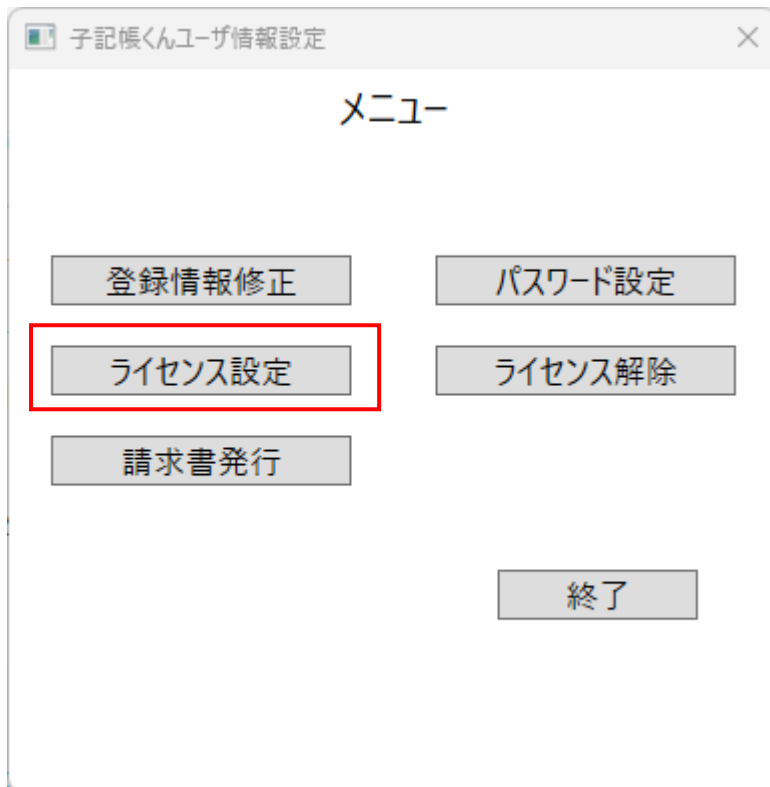 子記帳くんユーザ情報設定
メニュー
登録情報修正
パスワード設定
ライセンス設定
ライセンス解除
請求書発行
終了